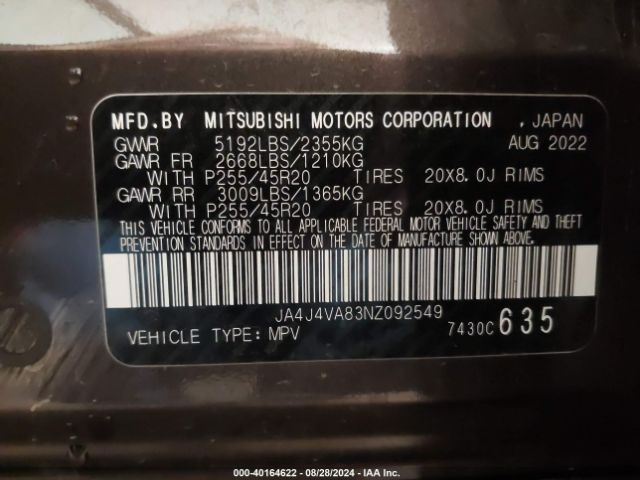 MFD.BY MITSUBISHI MOTORS CORPORATION , JAPAN
GWWR 5192LBS/2355KG AUG 2022
GAWR FR 2668LBS/1210KG
WITH P255/45R20 TIRES 20X8.0J RIMS
GAWR RR 3009LBS/1365KG
WITH P255/45R20 TIRES 20X8.0J RIMS
THIS VEHICLE CONFORMS TO ALL APPLICABLE FEDERAL MOTOR VEHICLE SAFETY AND THEFT
PREVENTION STANDARDS IN EFFECT ON THE DATE OF MANUFACTURE SHOWN ABOVE.
JA4J4VA83NZ092549
VEHICLE TYPE: MPV 7430C 635
000-40164622 - 08/28/2024 - IAA Inc.